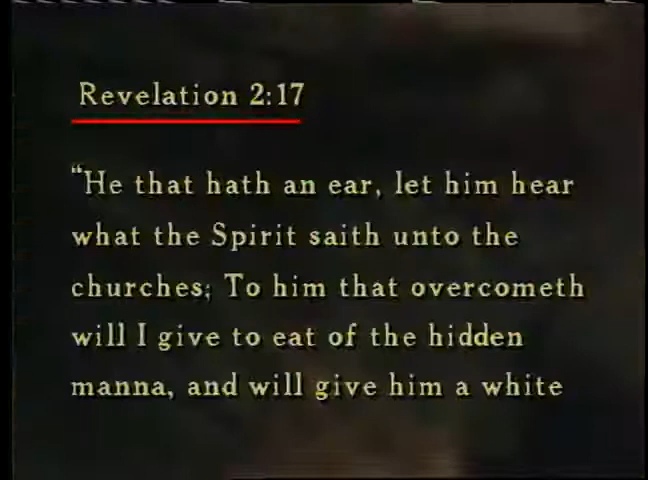 Revelation 2:17
“He that hath an ear, let him hear
what the Spirit saith unto the
churches; To him that overcometh
will I give to eat of the hidden
manna, and will give him a white